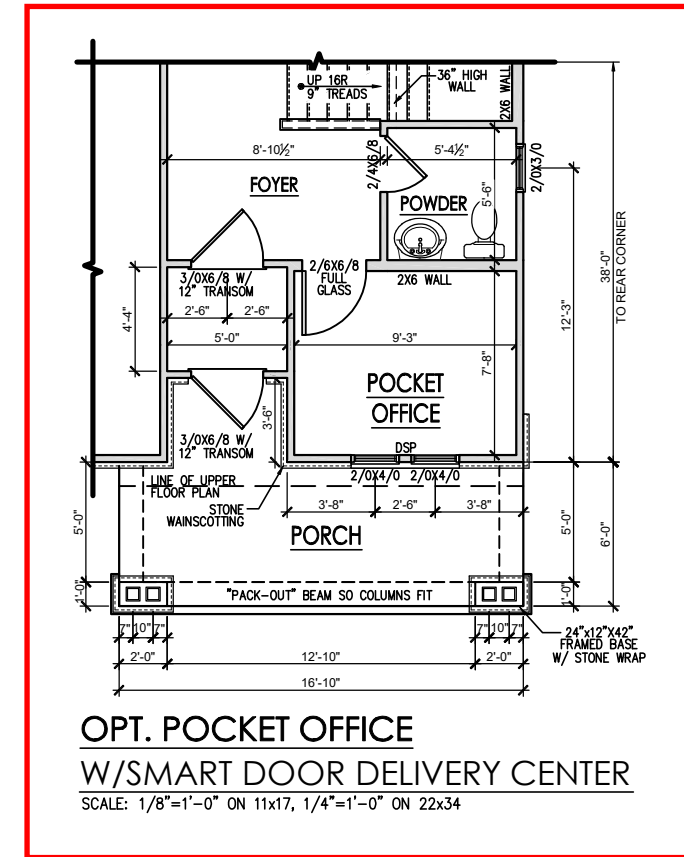 UP 16R
9" TREADS
36" HIGH
WALL
2X6 WALL
8'-10½"
2/4X6/8
5'-4½"
2/0X3/0
FOYER
POWDER
5'-6"
38'-0"
TO REAR CORNER
3/0X6/8 W/
12" TRANSOM
2/6X6/8
FULL
GLASS
2X6 WALL
12'-3"
4'-4"
2'-6"
2'-6"
5'-0"
9'-3"
7'-8"
POCKET
OFFICE
3'-6"
3/0X6/8 W/
12" TRANSOM
DSP
2/0X4/0
2/0X4/0
LINE OF UPPER
FLOOR PLAN
STONE
WAINSCOTTING
3'-8"
2'-6"
3'-8"
5'-0"
PORCH
5'-0"
6'-0"
1'-0"
"PACK-OUT" BEAM SO COLUMNS FIT
1'-0"
7"
10"
7"
7"
10"
7"
24"x12"X42"
FRAMED BASE
W/ STONE WRAP
2'-0"
12'-10"
2'-0"
16'-10"
OPT. POCKET OFFICE
W/SMART DOOR DELIVERY CENTER
SCALE: 1/8"=1'-0" ON 11x17, 1/4"=1'-0" ON 22x34